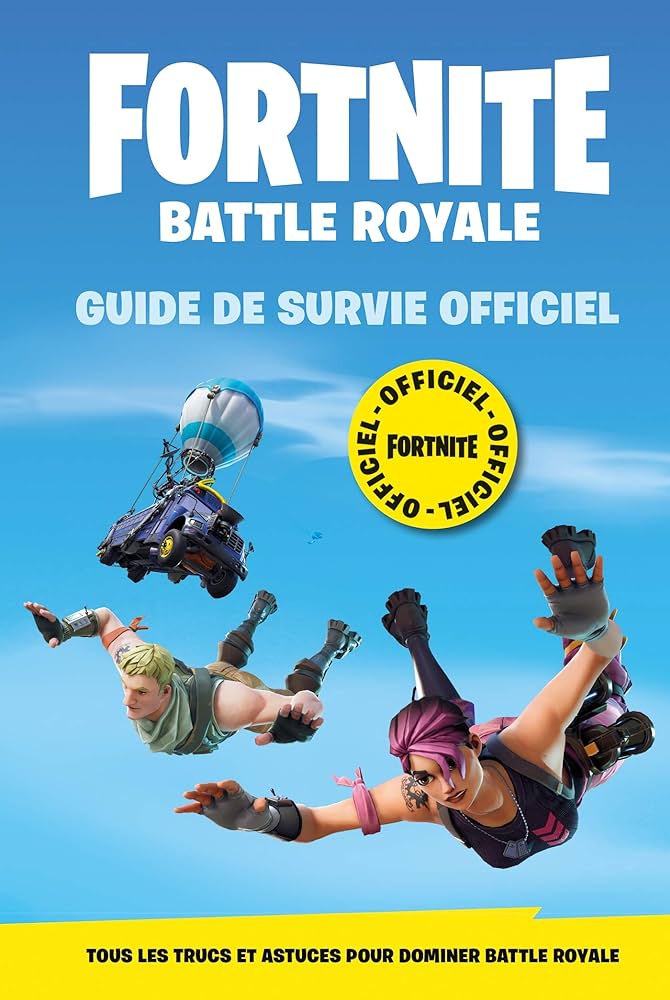 FORTNITE
BATTLE ROYALE
GUIDE DE SURVIE OFFICIEL
OFFICIEL - OFFICIEL - OFFICIEL -
FORTNITE
TOUS LES TRUCS ET ASTUCES POUR DOMINER BATTLE ROYALE